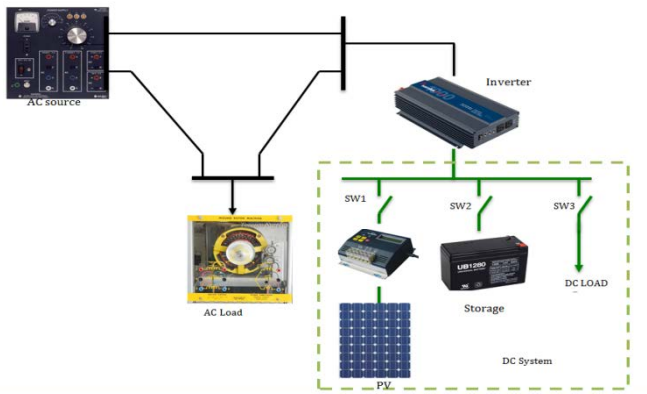 AC source
Inverter
SW1
SW2
SW3
UB1280
DC LOAD
AC Load
Storage
DC System
PV